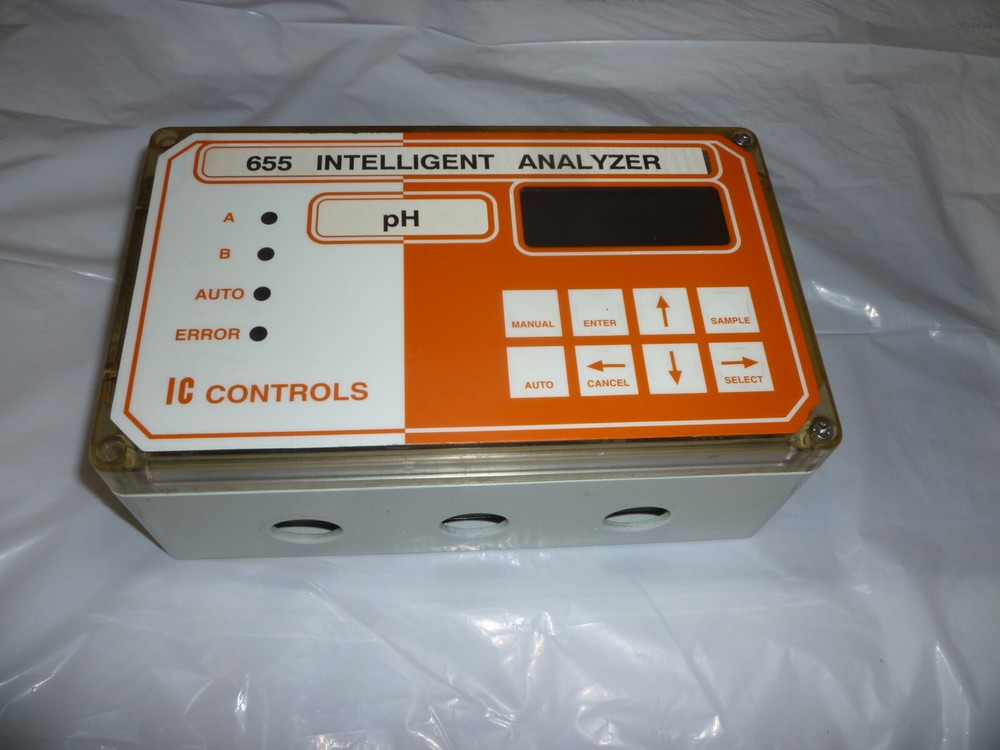 655 INTELLIGENT ANALYZER
pH
A
B
AUTO
ERROR
IC CONTROLS
MANUAL ENTER ↑ SAMPLE
AUTO ← CANCEL ↓ → SELECT